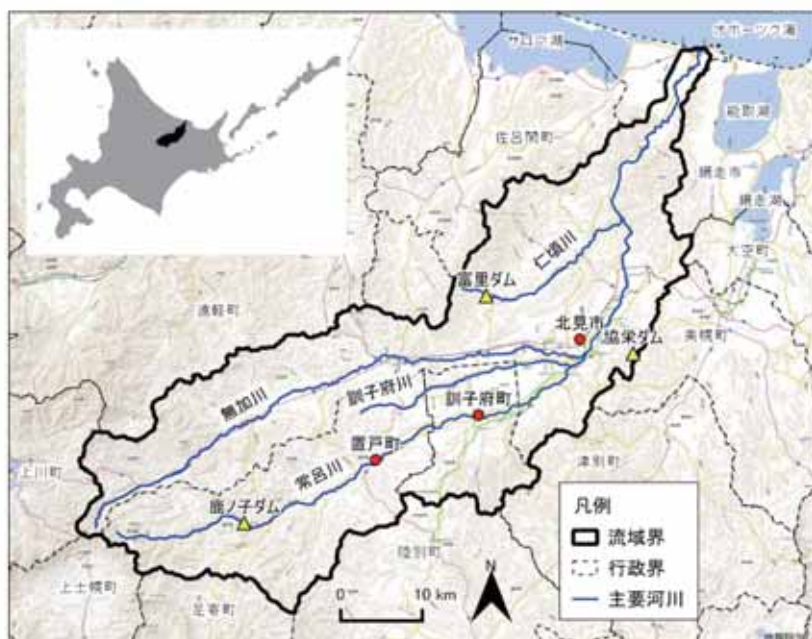 サロマ湖
オホーツク海
能取湖
佐呂間町
網走市
網走湖
大空町
仁頃川
富里ダム
北見市
協栄ダム
美幌町
遠軽町
無加川
訓子府川
訓子府町
置戸町
常呂川
津別町
上川町
鹿ノ子ダム
陸別町
上士幌町
足寄町
凡例
流域界
行政界
主要河川
N
0 10 km